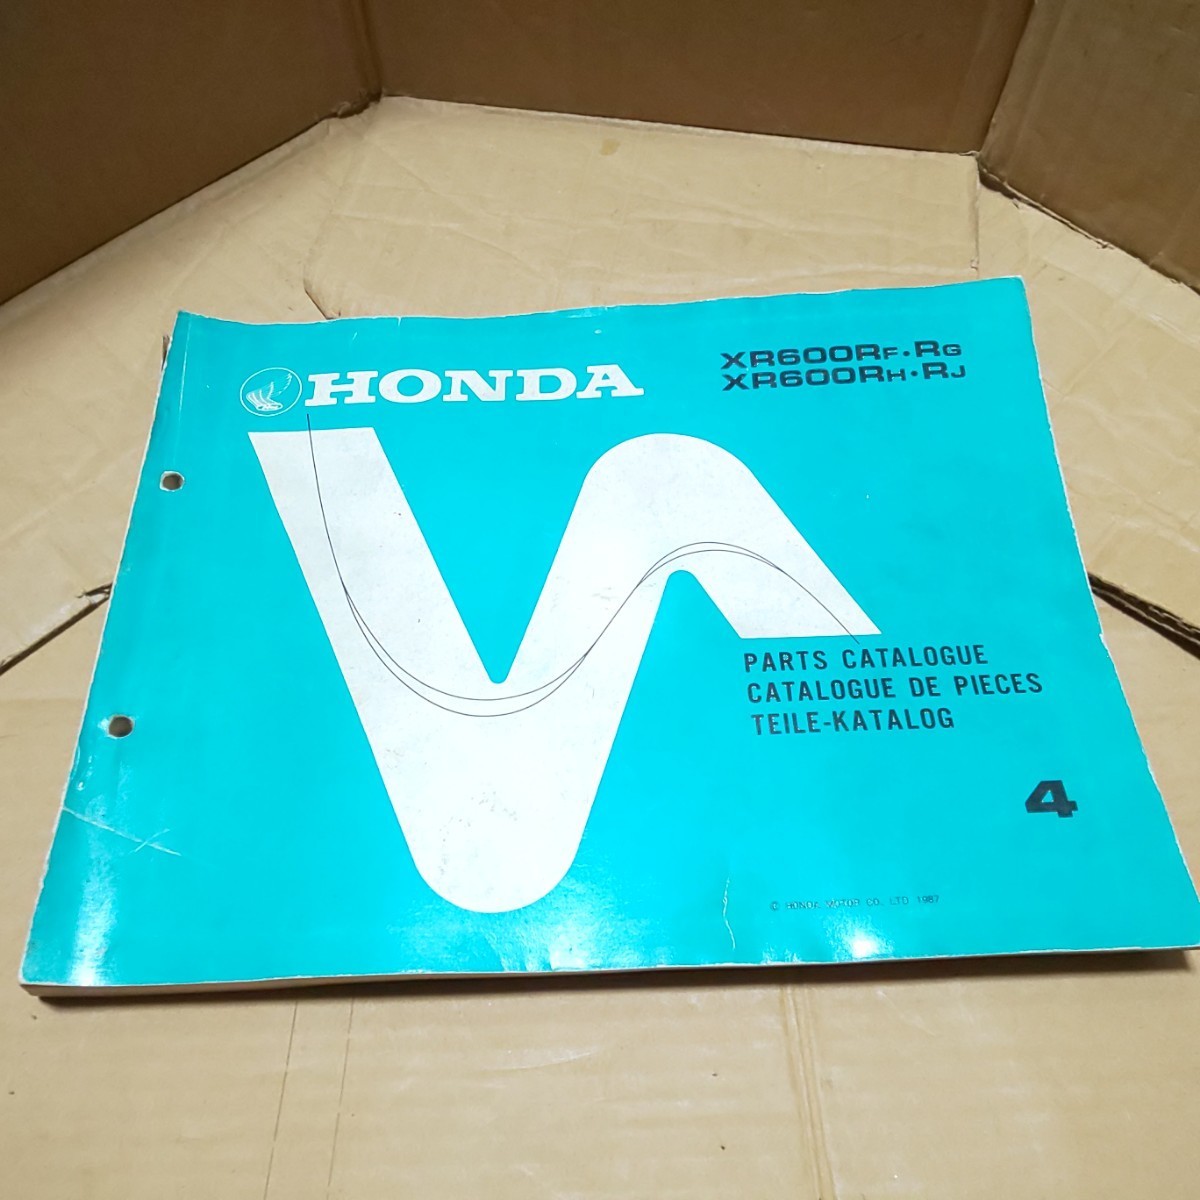 HONDA
XR600RF·RG
XR600RH·RJ
PARTS CATALOGUE
CATALOGUE DE PIECES
TEILE-KATALOG
4
© HONDA MOTOR CO., LTD 1987